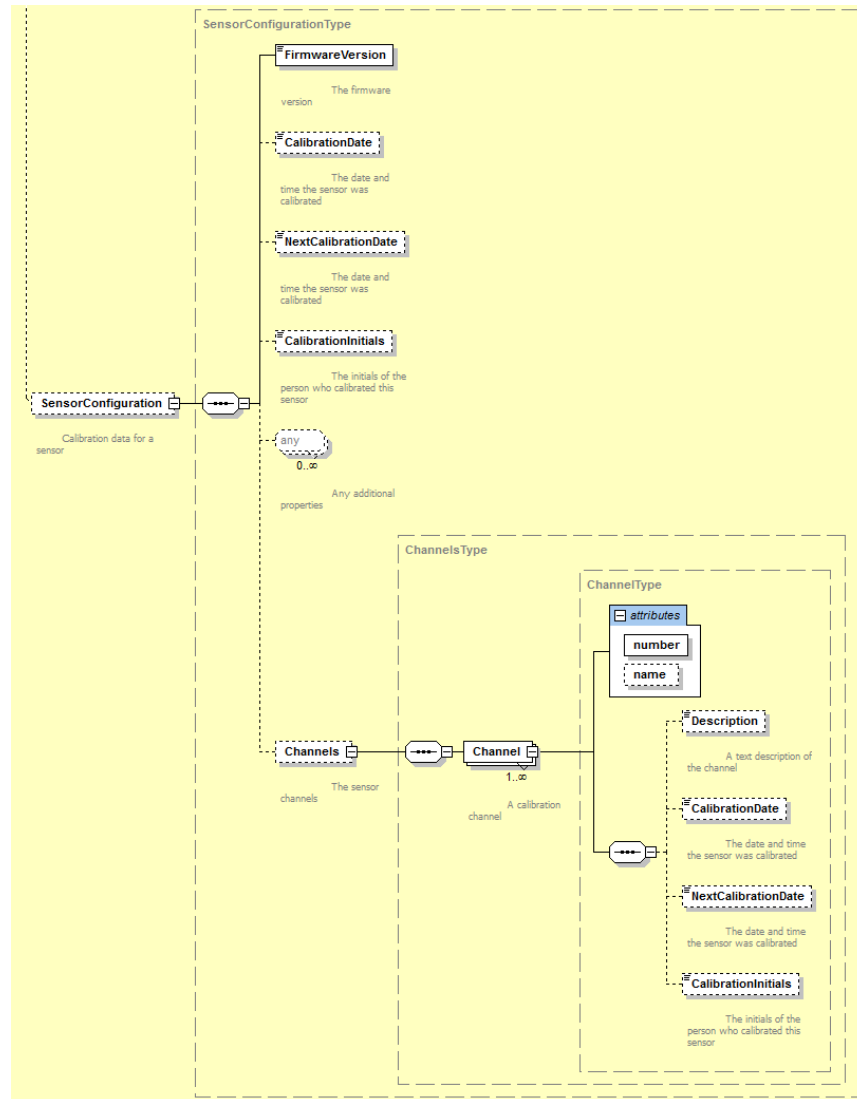 SensorConfigurationType
FirmwareVersion
The firmware
version
CalibrationDate
The date and
time the sensor was
calibrated
NextCalibrationDate
The date and
time the sensor was
calibrated
CalibrationInitials
The initials of the
person who calibrated this
sensor
SensorConfiguration
Calibration data for a
sensor
any
0..∞
Any additional
properties
ChannelsType
ChannelType
attributes
number
name
Channels
The sensor
channels
Channel
1..∞
A calibration
channel
Description
A text description of
the channel
CalibrationDate
The date and time
the sensor was calibrated
NextCalibrationDate
The date and time
the sensor was calibrated
CalibrationInitials
The initials of the
person who calibrated this
sensor